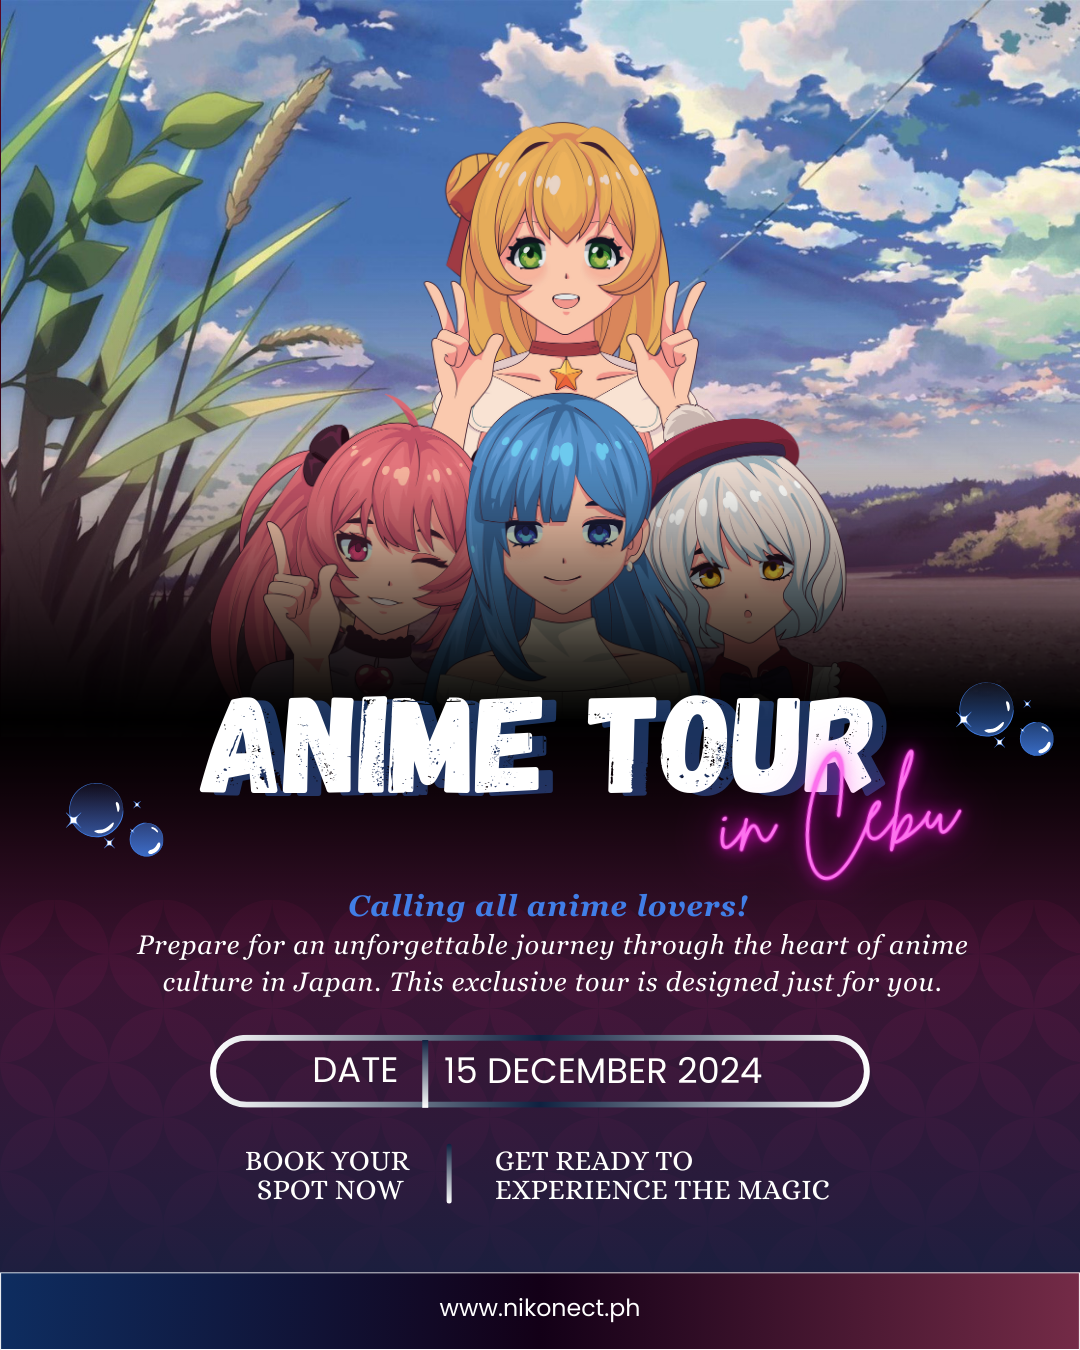 ANIME TOUR
in Cebu
Calling all anime lovers!
Prepare for an unforgettable journey through the heart of anime
culture in Japan. This exclusive tour is designed just for you.
DATE 15 DECEMBER 2024
BOOK YOUR
SPOT NOW
GET READY TO
EXPERIENCE THE MAGIC
www.nikonect.ph